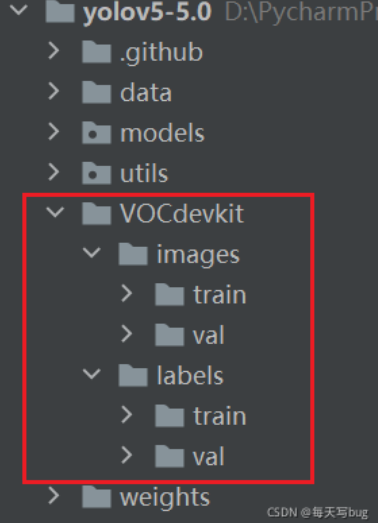 yolov5-5.0 D:\PycharmPr
.github
data
models
utils
VOCdevkit
images
train
val
labels
train
val
weights
CSDN @每天写bug